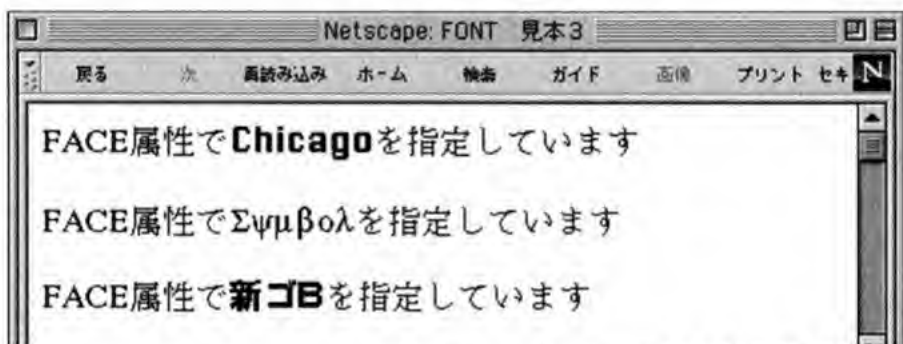 Netscape: FONT 見本3
戻る 次 再読み込み ホーム 検索 ガイド 画像 プリント セキ N
FACE属性でChicagoを指定しています
FACE属性でΣψμβολを指定しています
FACE属性で新ゴBを指定しています